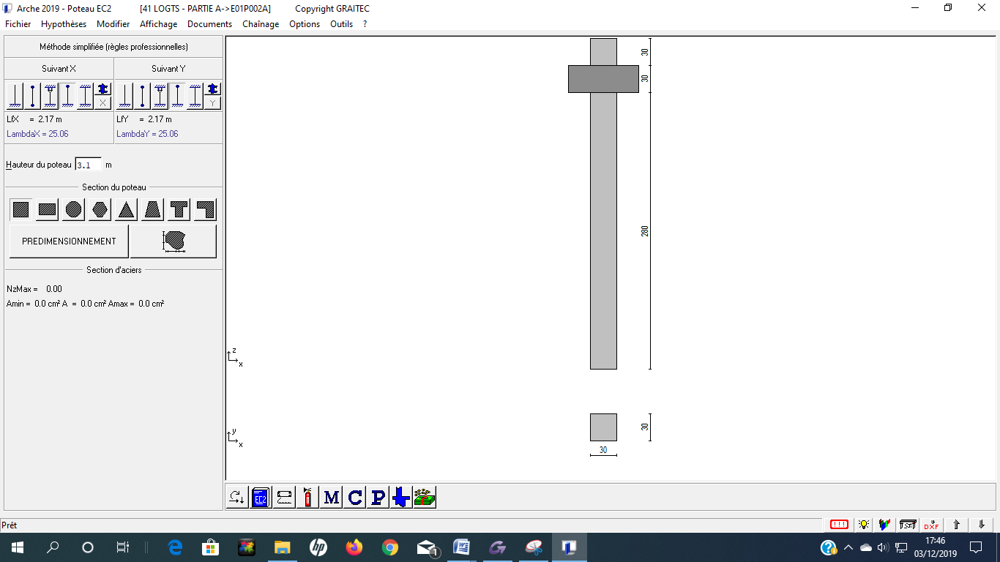 Arche 2019 - Poteau EC2 [41 LOGTS - PARTIE A->E01P002A] Copyright GRAITEC
Fichier Hypothèses Modifier Affichage Documents Chaînage Options Outils ?
Méthode simplifiée (règles professionnelles)
Suivant X Suivant Y
X Y
LfX = 2.17 m LfY = 2.17 m
LambdaX = 25.06 LambdaY = 25.06
Hauteur du poteau 3.1 m
Section du poteau
PREDIMENSIONNEMENT
Section d'aciers
NzMax = 0.00
Amin = 0.0 cm² A = 0.0 cm² Amax = 0.0 cm²
30
30
280
z
x
y
x
30
30
EC2 M C P
Prêt
DXF
hp
1
17:46
03/12/2019